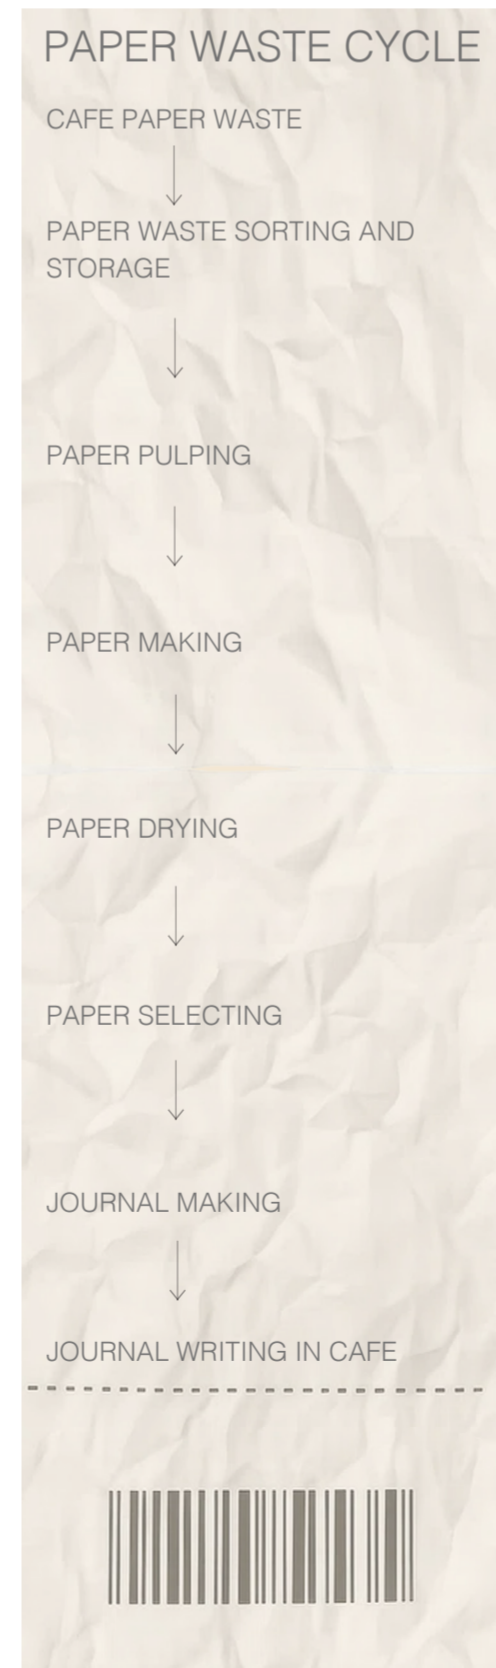 PAPER WASTE CYCLE
CAFE PAPER WASTE
PAPER WASTE SORTING AND
STORAGE
PAPER PULPING
PAPER MAKING
PAPER DRYING
PAPER SELECTING
JOURNAL MAKING
JOURNAL WRITING IN CAFE